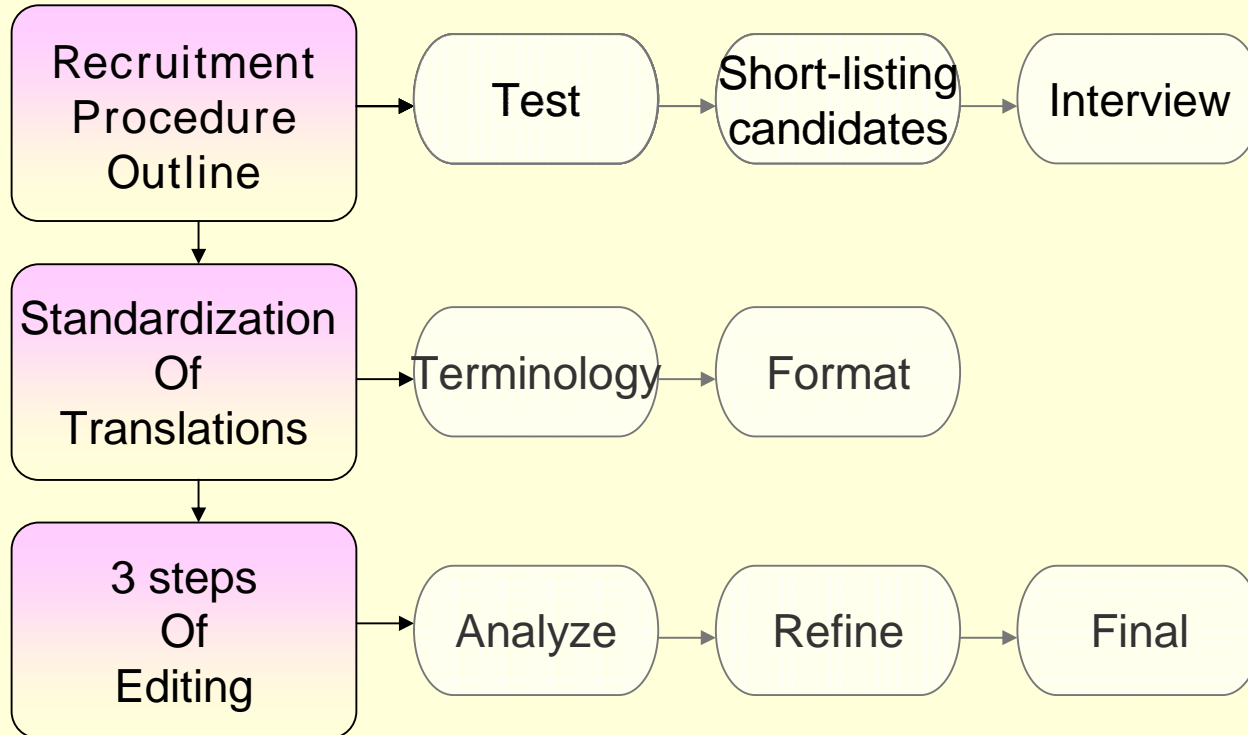 Recruitment
Procedure
Outline
Test
Short-listing
candidates
Interview
Standardization
Of
Translations
Terminology
Format
3 steps
Of
Editing
Analyze
Refine
Final